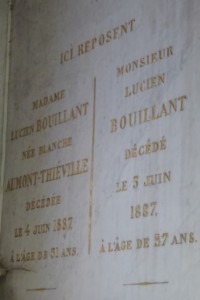 ICI REPOSENT
MADAME
LUCIEN BOUILLANT
NÉE BLANCHE
AUMONT-THIÉVILLE
DÉCÉDÉE
LE 4 JUIN 1887
À L'ÂGE DE 31 ANS.
MONSIEUR
LUCIEN
BOUILLANT
DÉCÉDÉ
LE 5 JUIN
1887.
À L'ÂGE DE 37 ANS.